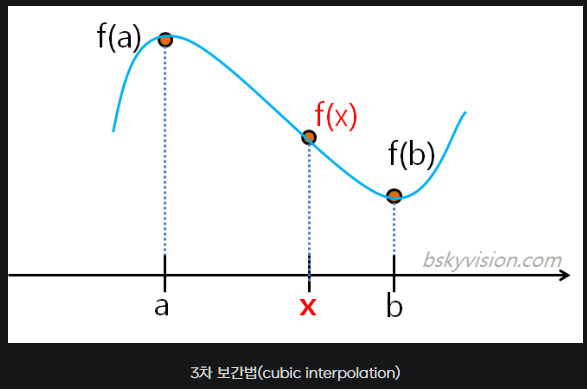 f(a)
f(x)
f(b)
bskyvision.com
a
x
b
3차 보간법(cubic interpolation)